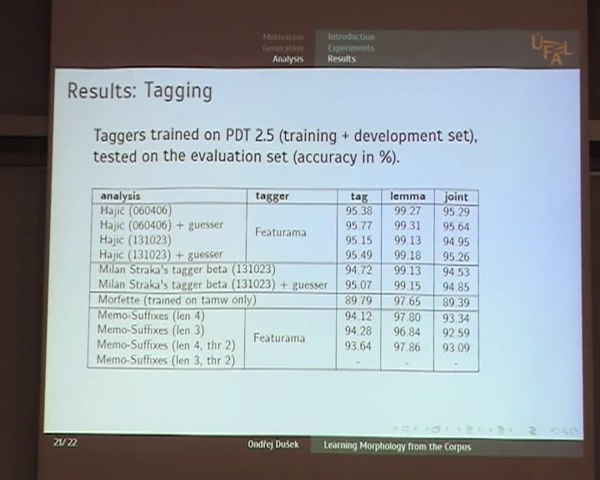 Motivation
Generation
Analysis
Introduction
Experiments
Results
ÚFAL
Results: Tagging
Taggers trained on PDT 2.5 (training + development set),
tested on the evaluation set (accuracy in %).
analysis tagger tag lemma joint
Hajič (060406) 95.38 99.27 95.29
Hajič (060406) + guesser 95.77 99.31 95.64
Featurama
Hajič (131023) 95.15 99.13 94.95
Hajič (131023) + guesser 95.49 99.18 95.26
Milan Straka's tagger beta (131023) 94.72 99.13 94.53
Milan Straka's tagger beta (131023) + guesser 95.07 99.15 94.85
Morfette (trained on tamw only) 89.79 97.65 89.39
Memo-Suffixes (len 4) 94.12 97.80 93.34
Memo-Suffixes (len 3) 94.28 96.84 92.59
Featurama
Memo-Suffixes (len 4, thr 2) 93.64 97.86 93.09
Memo-Suffixes (len 3, thr 2) - - -
21/22 Ondřej Dušek Learning Morphology from the Corpus